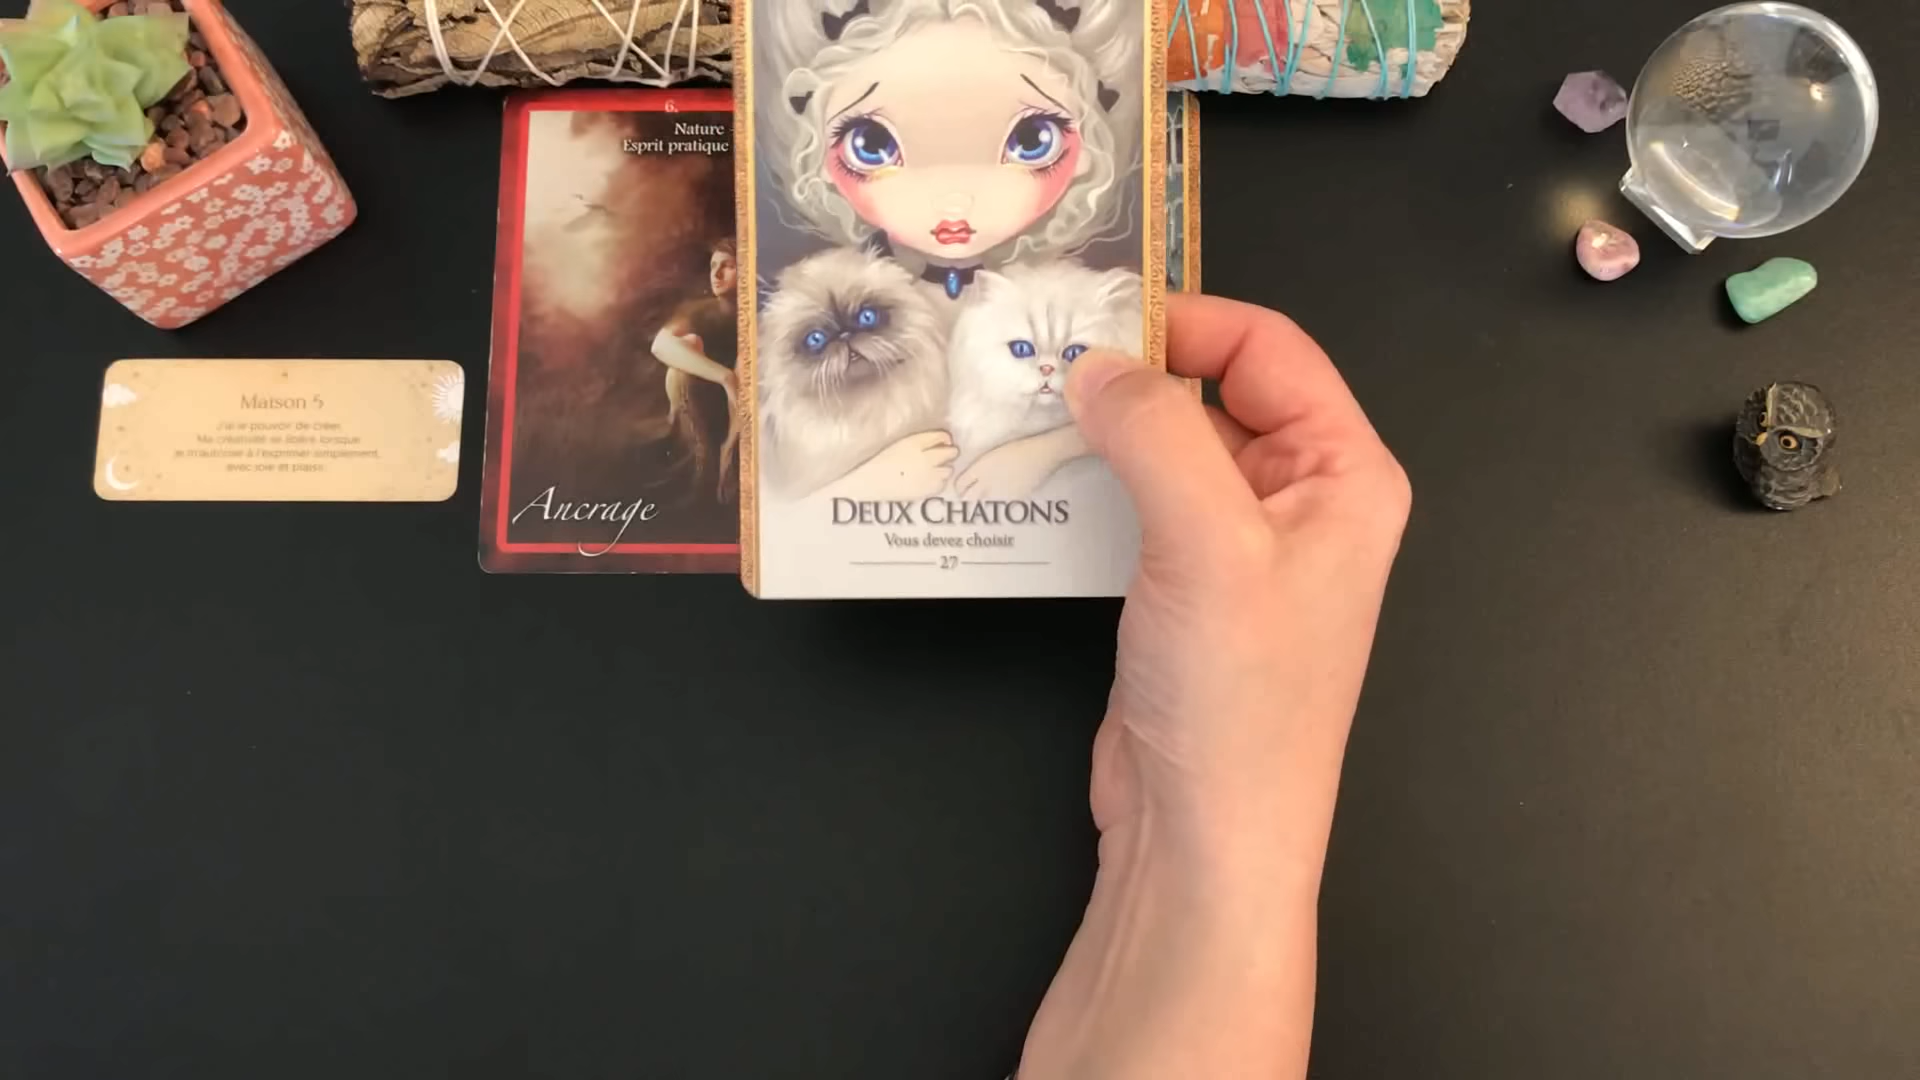 6.
Nature -
Esprit pratique
Ancrage
DEUX CHATONS
Vous devez choisir
27
Maison 5
J'ai le pouvoir de créer.
Ma créativité se libère lorsque
je m'autorise à l'exprimer simplement,
avec joie et plaisir.